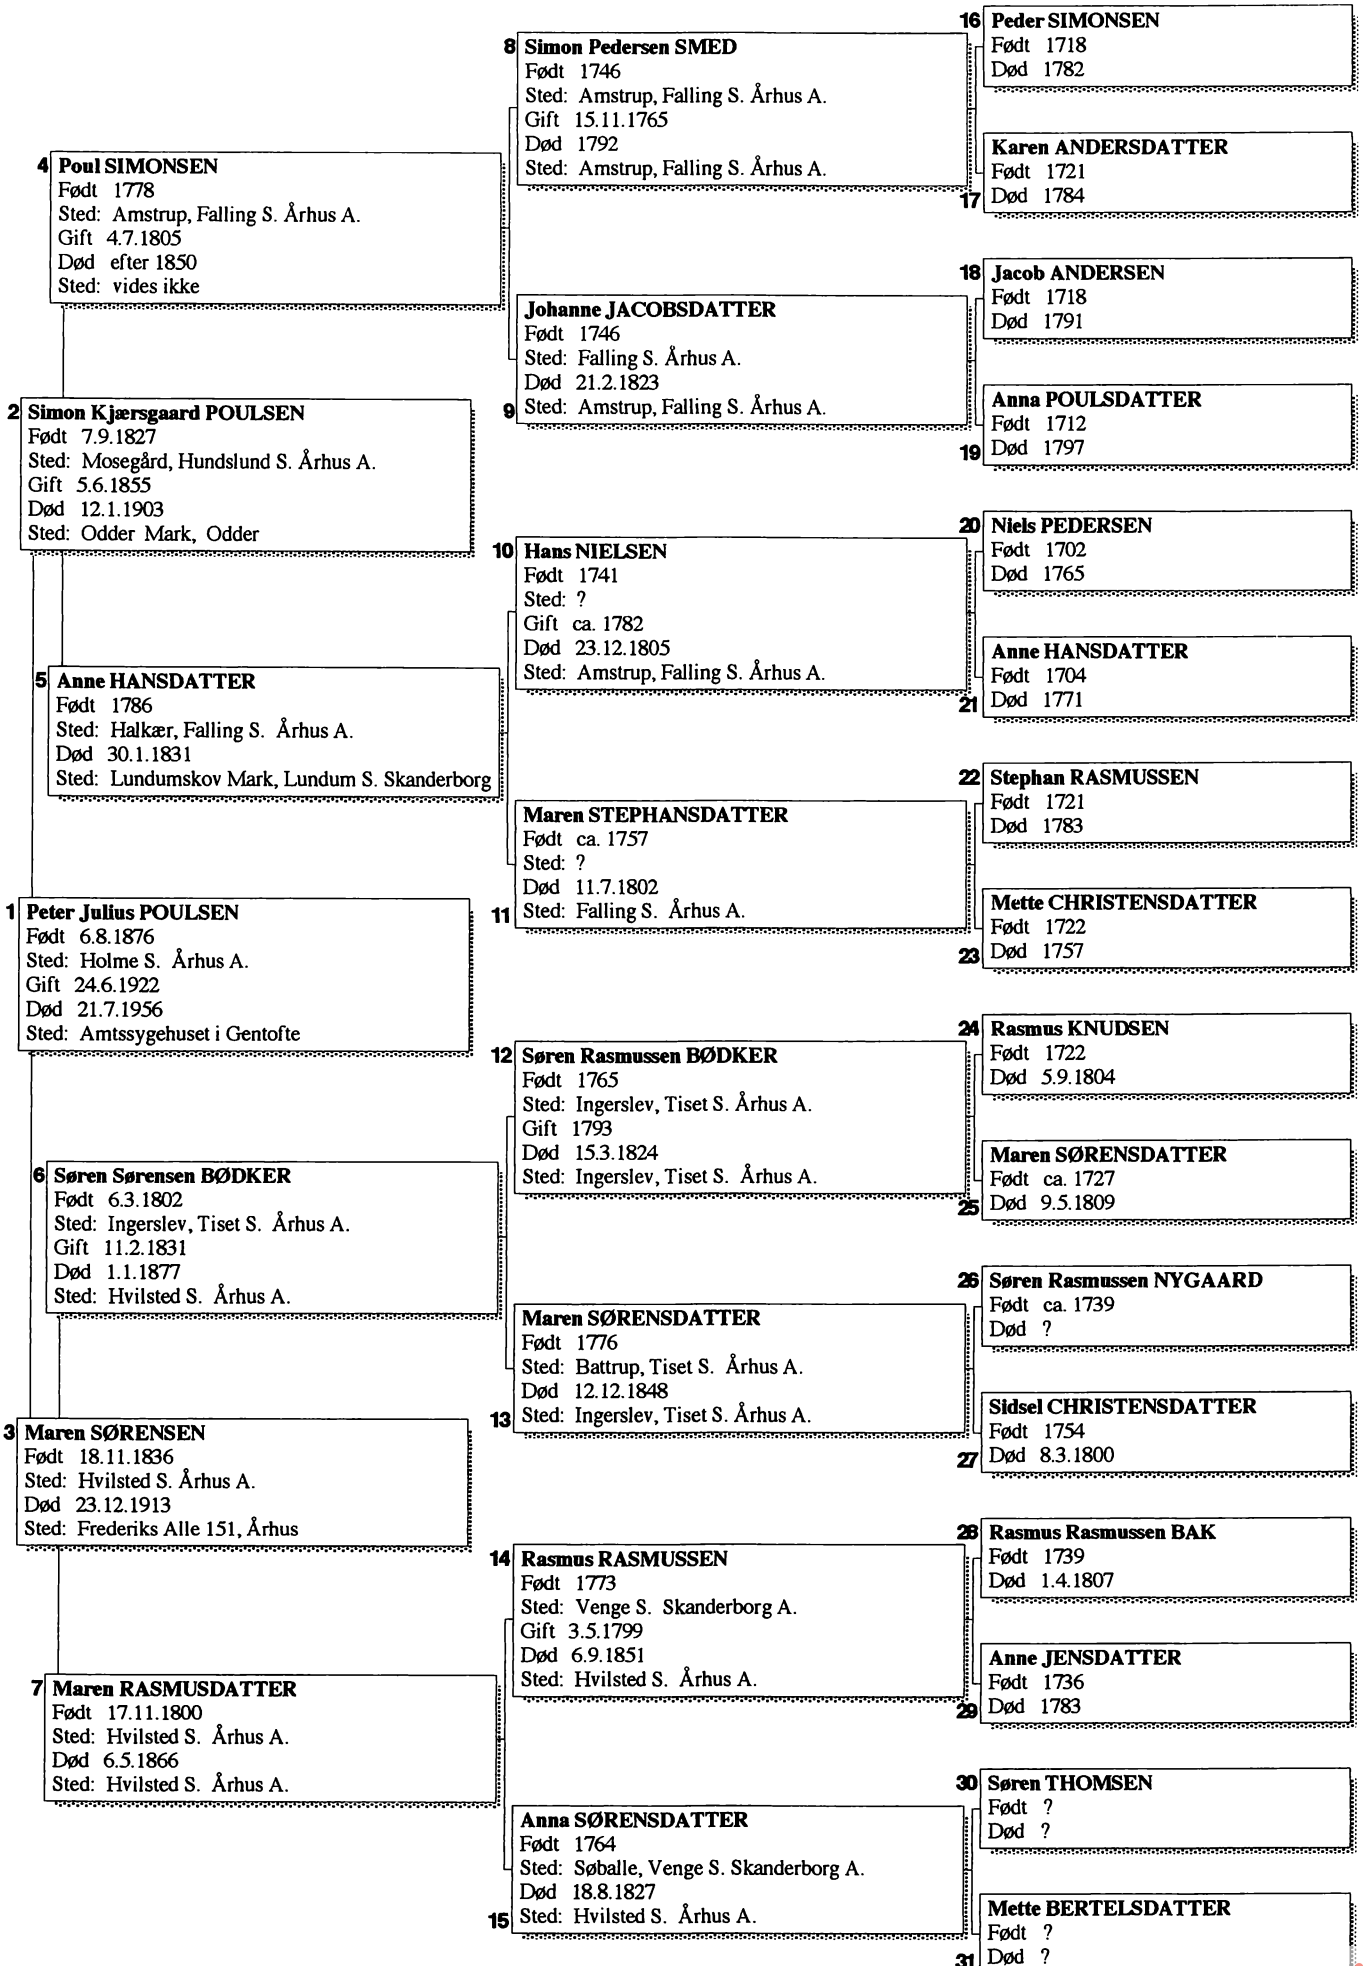 1 Peter Julius POULSEN
Født 6.8.1876
Sted: Holme S. Århus A.
Gift 24.6.1922
Død 21.7.1956
Sted: Amtssygehuset i Gentofte
2 Simon Kjærsgaard POULSEN
Født 7.9.1827
Sted: Mosegård, Hundslund S. Århus A.
Gift 5.6.1855
Død 12.1.1903
Sted: Odder Mark, Odder
3 Maren SØRENSEN
Født 18.11.1836
Sted: Hvilsted S. Århus A.
Død 23.12.1913
Sted: Frederiks Alle 151, Århus
4 Poul SIMONSEN
Født 1778
Sted: Amstrup, Falling S. Århus A.
Gift 4.7.1805
Død efter 1850
Sted: vides ikke
5 Anne HANSDATTER
Født 1786
Sted: Halkær, Falling S. Århus A.
Død 30.1.1831
Sted: Lundumskov Mark, Lundum S. Skanderborg
6 Søren Sørensen BØDKER
Født 6.3.1802
Sted: Ingerslev, Tiset S. Århus A.
Gift 11.2.1831
Død 1.1.1877
Sted: Hvilsted S. Århus A.
7 Maren RASMUSDATTER
Født 17.11.1800
Sted: Hvilsted S. Århus A.
Død 6.5.1866
Sted: Hvilsted S. Århus A.
8 Simon Pedersen SMED
Født 1746
Sted: Amstrup, Falling S. Århus A.
Gift 15.11.1765
Død 1792
Sted: Amstrup, Falling S. Århus A.
Johanne JACOBSDATTER
Født 1746
Sted: Falling S. Århus A.
Død 21.2.1823
9 Sted: Amstrup, Falling S. Århus A.
10 Hans NIELSEN
Født 1741
Sted: ?
Gift ca. 1782
Død 23.12.1805
Sted: Amstrup, Falling S. Århus A.
Maren STEPHANSDATTER
Født ca. 1757
Sted: ?
Død 11.7.1802
11 Sted: Falling S. Århus A.
12 Søren Rasmussen BØDKER
Født 1765
Sted: Ingerslev, Tiset S. Århus A.
Gift 1793
Død 15.3.1824
Sted: Ingerslev, Tiset S. Århus A.
Maren SØRENSDATTER
Født 1776
Sted: Battrup, Tiset S. Århus A.
Død 12.12.1848
13 Sted: Ingerslev, Tiset S. Århus A.
14 Rasmus RASMUSSEN
Født 1773
Sted: Venge S. Skanderborg A.
Gift 3.5.1799
Død 6.9.1851
Sted: Hvilsted S. Århus A.
Anna SØRENSDATTER
Født 1764
Sted: Søballe, Venge S. Skanderborg A.
Død 18.8.1827
15 Sted: Hvilsted S. Århus A.
16 Peder SIMONSEN
Født 1718
Død 1782
Karen ANDERSDATTER
Født 1721
17 Død 1784
18 Jacob ANDERSEN
Født 1718
Død 1791
Anna POULSDATTER
Født 1712
19 Død 1797
20 Niels PEDERSEN
Født 1702
Død 1765
Anne HANSDATTER
Født 1704
21 Død 1771
22 Stephan RASMUSSEN
Født 1721
Død 1783
Mette CHRISTENSDATTER
Født 1722
23 Død 1757
24 Rasmus KNUDSEN
Født 1722
Død 5.9.1804
Maren SØRENSDATTER
Født ca. 1727
25 Død 9.5.1809
26 Søren Rasmussen NYGAARD
Født ca. 1739
Død ?
Sidsel CHRISTENSDATTER
Født 1754
27 Død 8.3.1800
28 Rasmus Rasmussen BAK
Født 1739
Død 1.4.1807
Anne JENSDATTER
Født 1736
29 Død 1783
30 Søren THOMSEN
Født ?
Død ?
Mette BERTELSDATTER
Født ?
31 Død ?